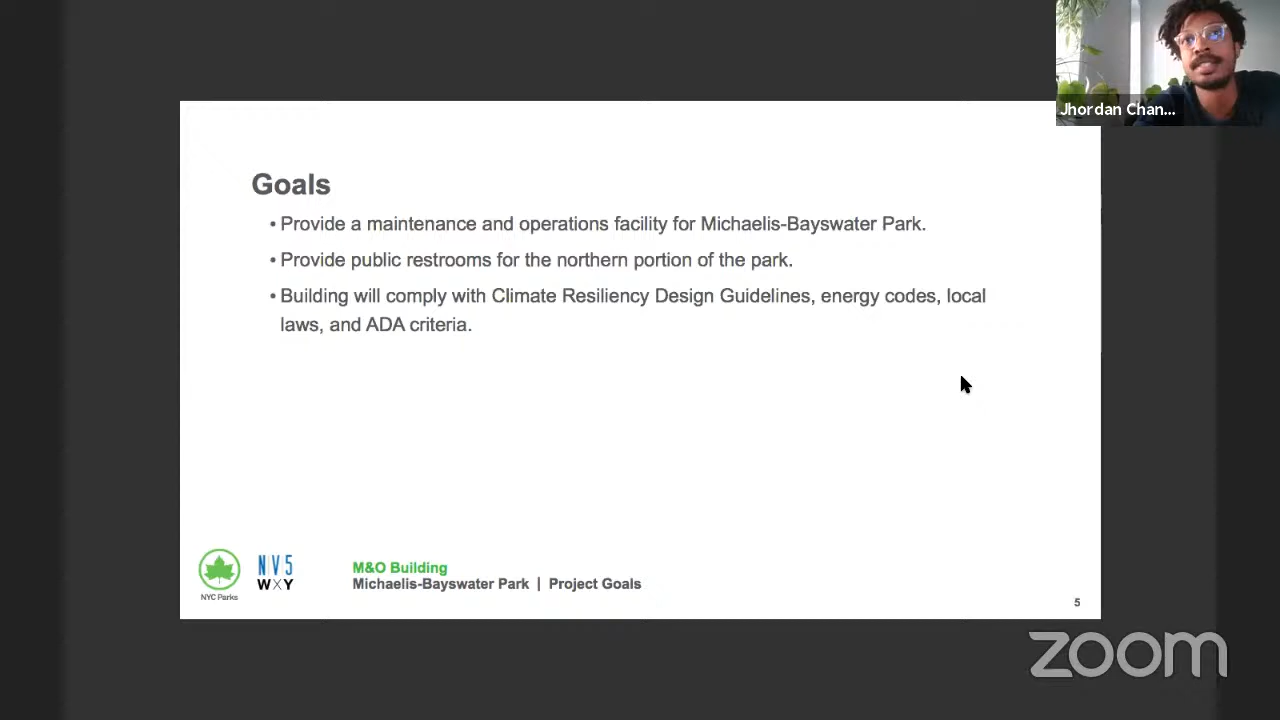 Jhordan Chan...
Goals
• Provide a maintenance and operations facility for Michaelis-Bayswater Park.
• Provide public restrooms for the northern portion of the park.
• Building will comply with Climate Resiliency Design Guidelines, energy codes, local
laws, and ADA criteria.
NYC Parks
NV5
WXY
M&O Building
Michaelis-Bayswater Park | Project Goals
5
zoom